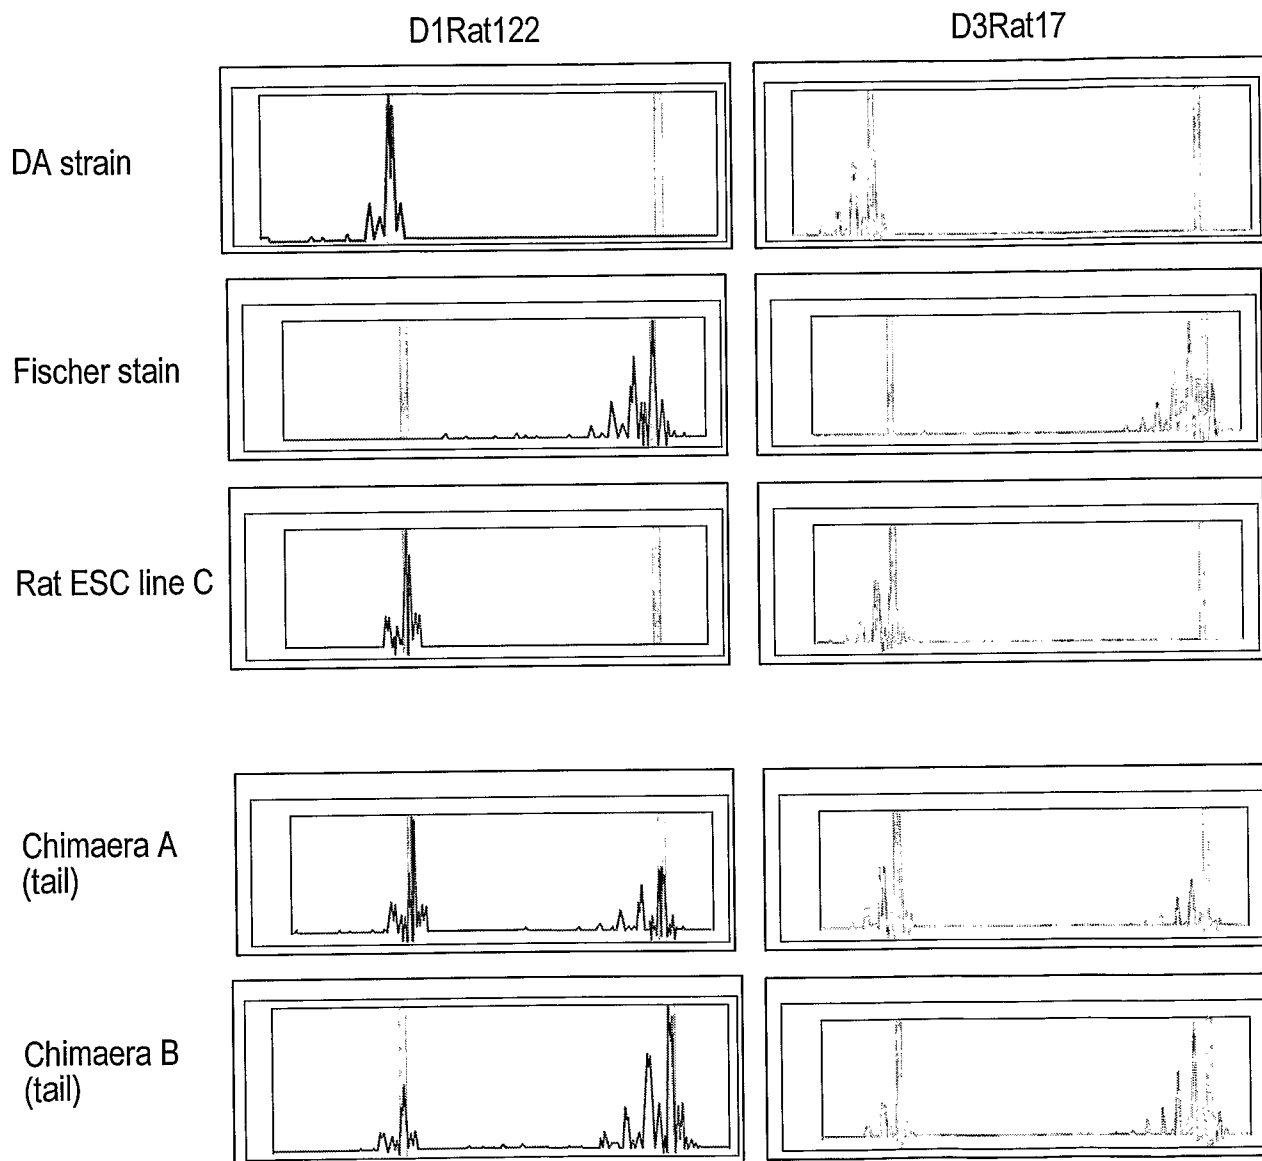 D1Rat122
D3Rat17
DA strain
Fischer stain
Rat ESC line C
Chimaera A
(tail)
Chimaera B
(tail)